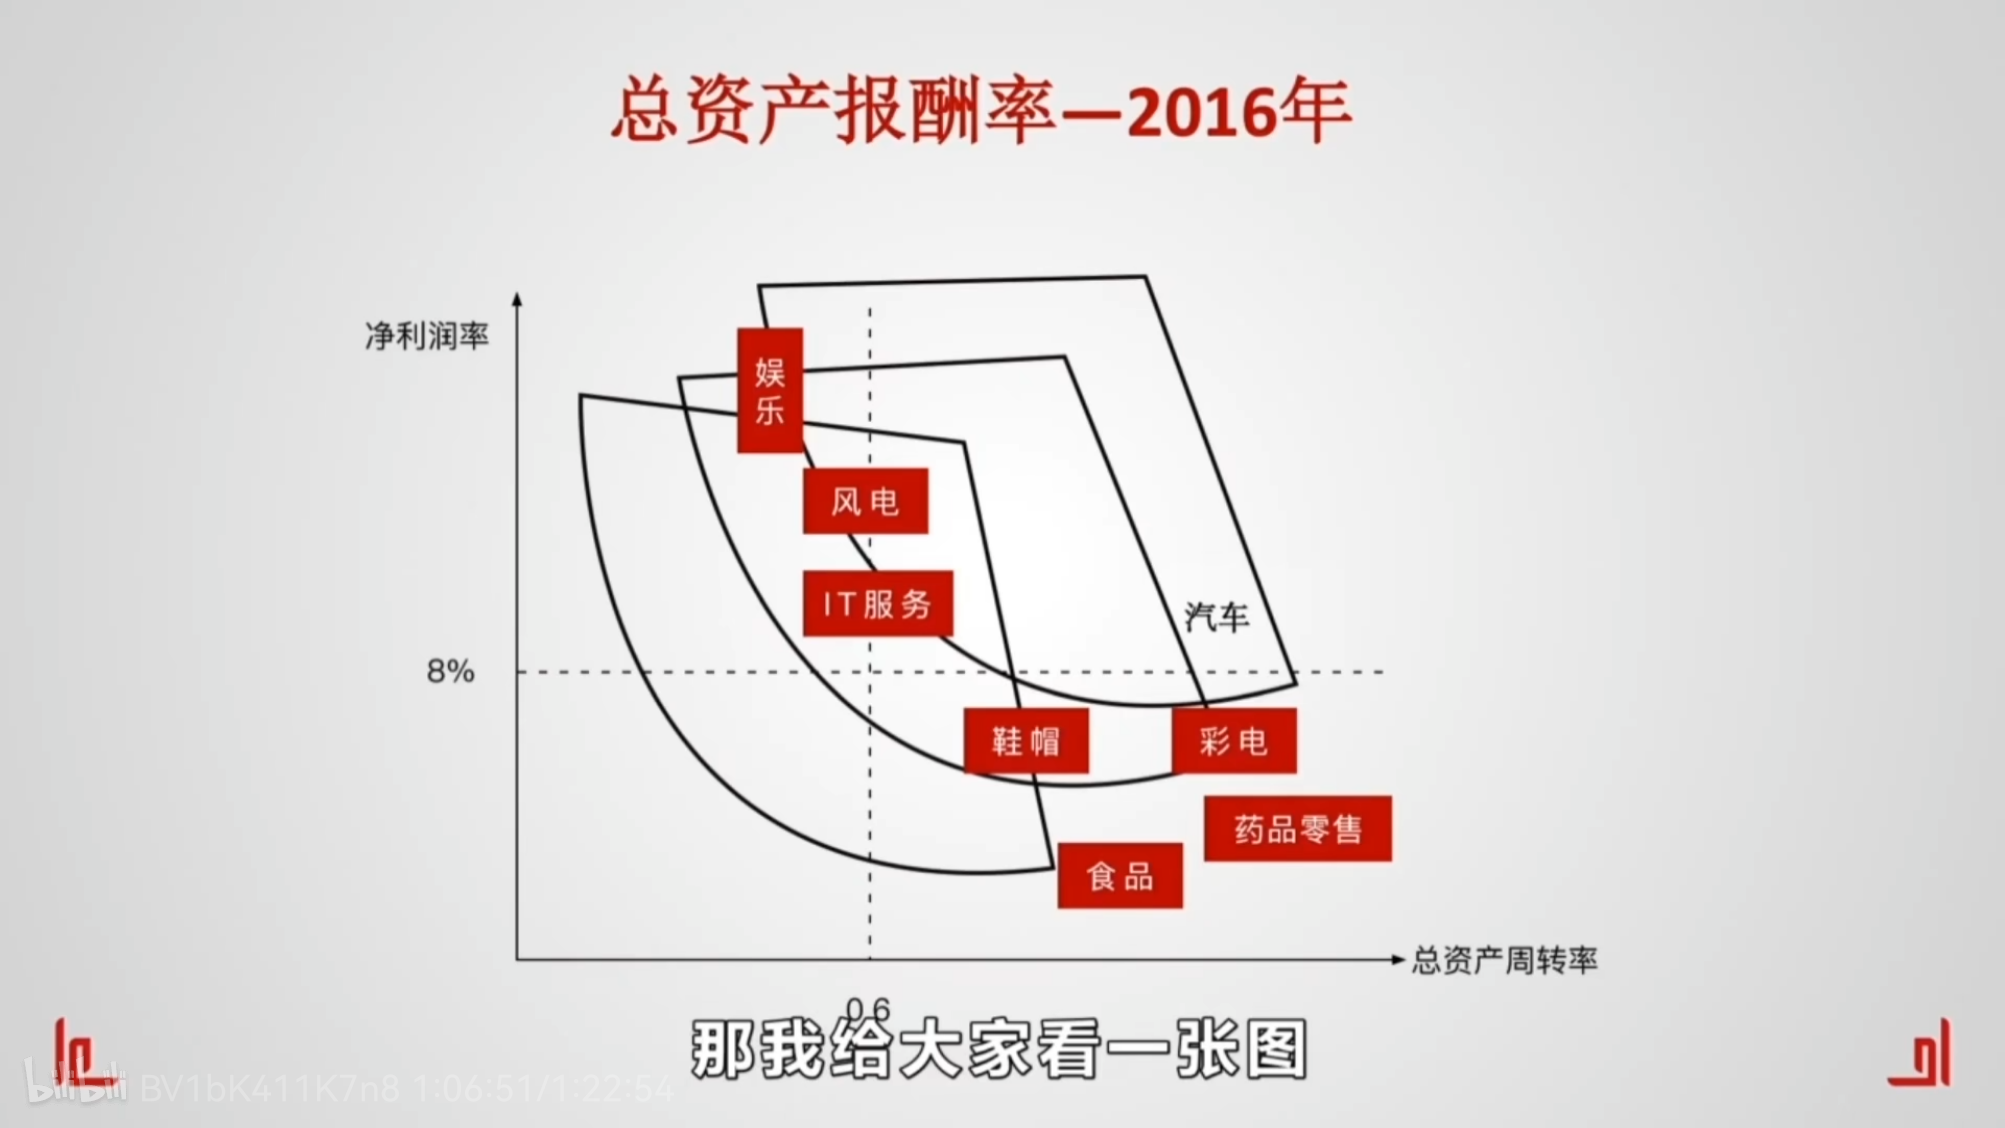 总资产报酬率—2016年
净利润率
娱
乐
风电
IT服务
汽车
8%
鞋帽
彩电
药品零售
食品
总资产周转率
0.6
那我给大家看一张图
bilibili BV1bK411K7n8 1:06:51/1:22:54